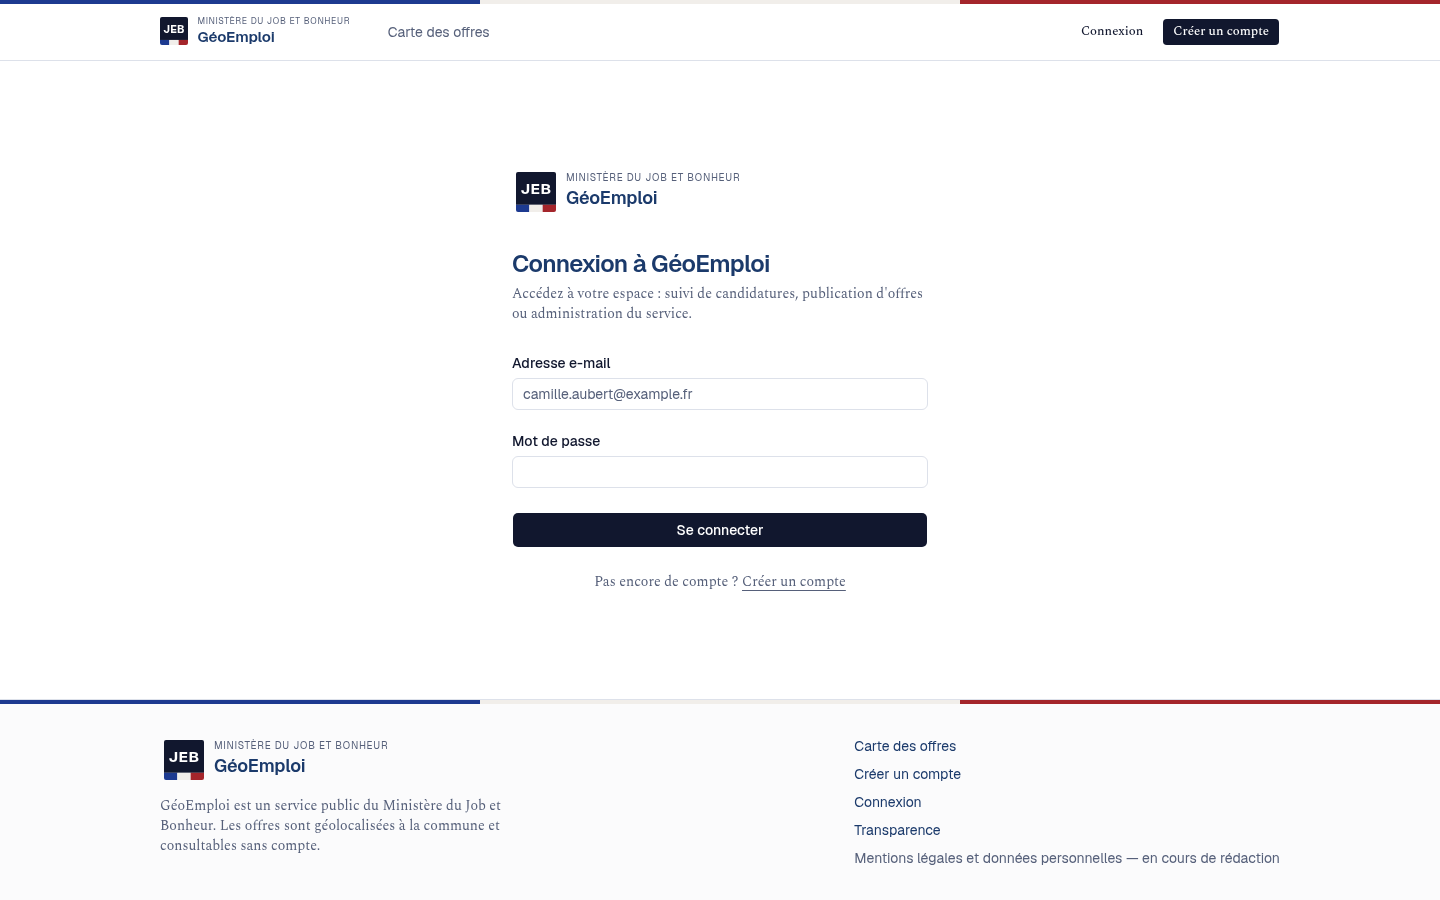 JEB
MINISTÈRE DU JOB ET BONHEUR
GéoEmploi
Carte des offres
Connexion
Créer un compte
JEB
MINISTÈRE DU JOB ET BONHEUR
GéoEmploi
Connexion à GéoEmploi
Accédez à votre espace : suivi de candidatures, publication d'offres
ou administration du service.
Adresse e-mail
camille.aubert@example.fr
Mot de passe
Se connecter
Pas encore de compte ? Créer un compte
JEB
MINISTÈRE DU JOB ET BONHEUR
GéoEmploi
GéoEmploi est un service public du Ministère du Job et
Bonheur. Les offres sont géolocalisées à la commune et
consultables sans compte.
Carte des offres
Créer un compte
Connexion
Transparence
Mentions légales et données personnelles — en cours de rédaction